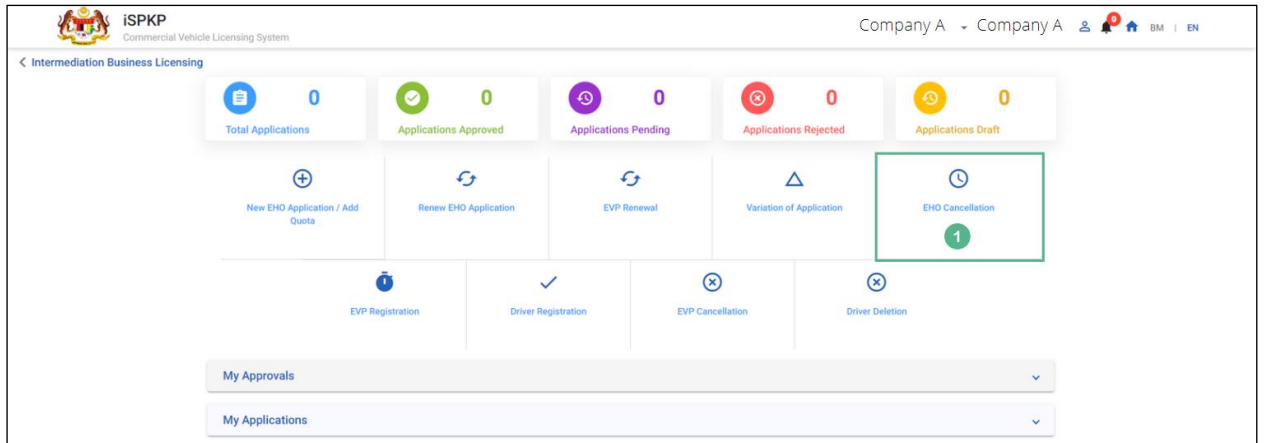 iSPKP
Commercial Vehicle Licensing System
Company A Company A 0 BM | EN
Intermediation Business Licensing
0 0 0 0 0
Total Applications Applications Approved Applications Pending Applications Rejected Applications Draft
New EHO Application / Add Renew EHO Application EVP Renewal Variation of Application EHO Cancellation
Quota
1
EVP Registration Driver Registration EVP Cancellation Driver Deletion
My Approvals
My Applications